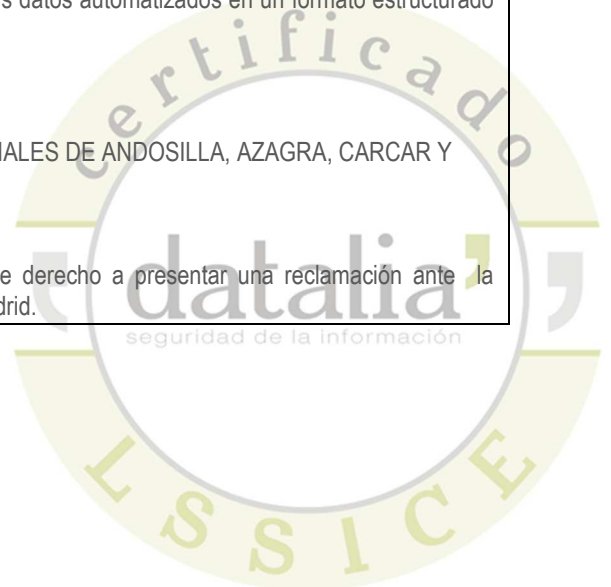 s datos automatizados en un formato estructurado
certificado
IALES DE ANDOSILLA, AZAGRA, CARCAR Y
e derecho a presentar una reclamación ante la
datalia
drid.
seguridad de la información
LSSICE